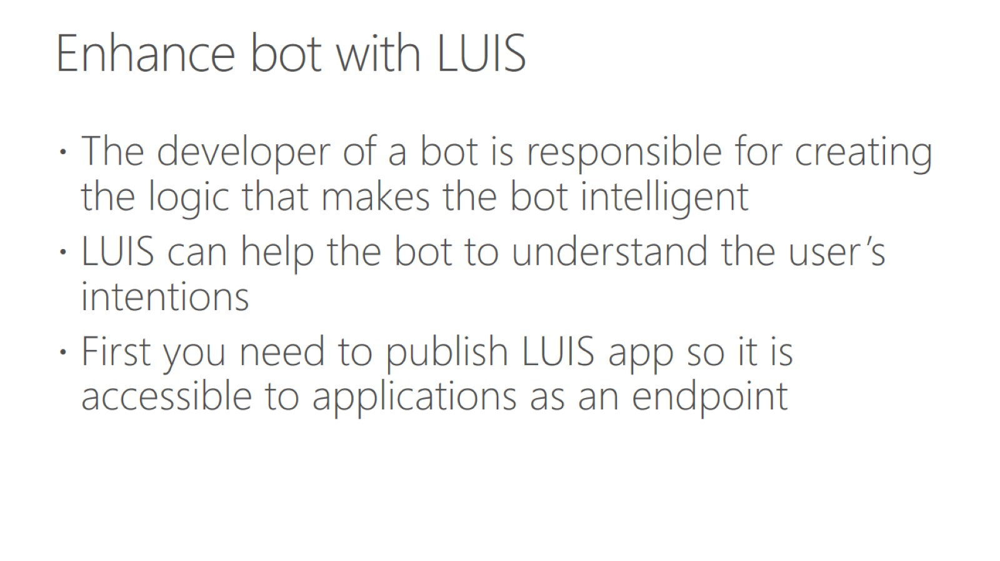 Enhance bot with LUIS
• The developer of a bot is responsible for creating
the logic that makes the bot intelligent
• LUIS can help the bot to understand the user’s
intentions
• First you need to publish LUIS app so it is
accessible to applications as an endpoint